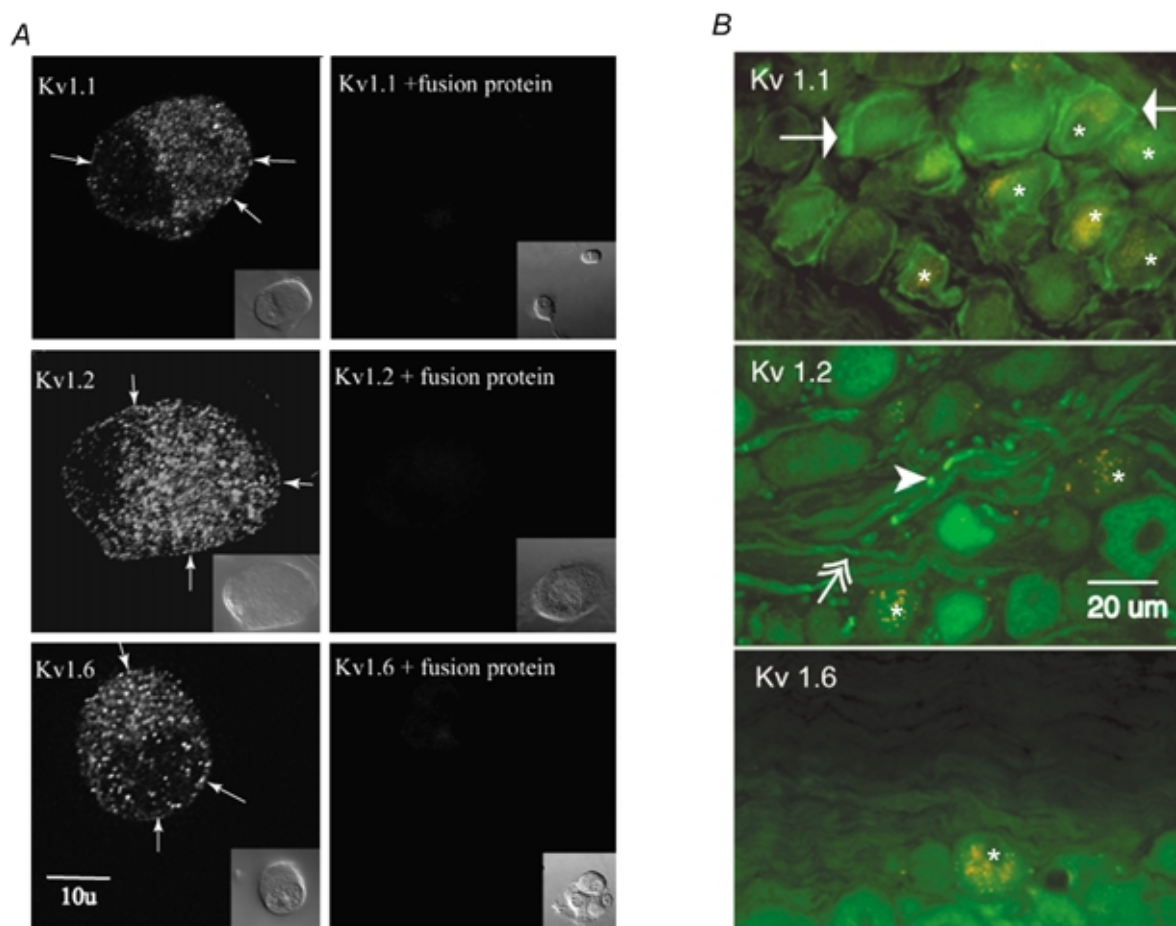 A
Kv1.1
Kv1.1 +fusion protein
Kv1.2
Kv1.2 + fusion protein
Kv1.6
Kv1.6 + fusion protein
10u
B
Kv 1.1
*
*
*
*
*
*
Kv 1.2
*
20 um
*
Kv 1.6
*